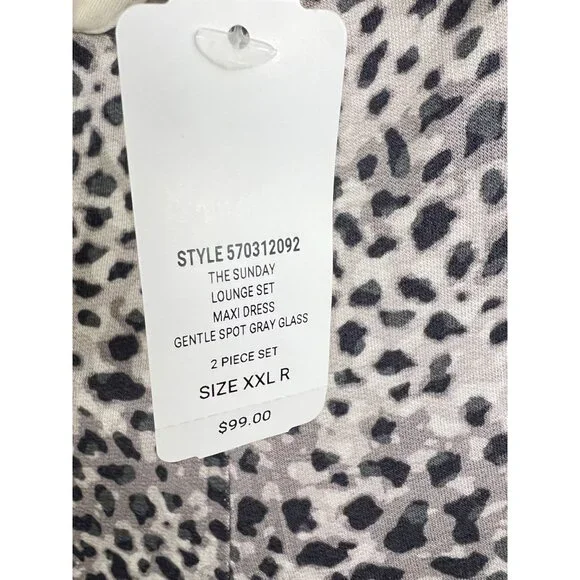 STYLE 570312092
THE SUNDAY
LOUNGE SET
MAXI DRESS
GENTLE SPOT GRAY GLASS
2 PIECE SET
SIZE XXL R
$99.00